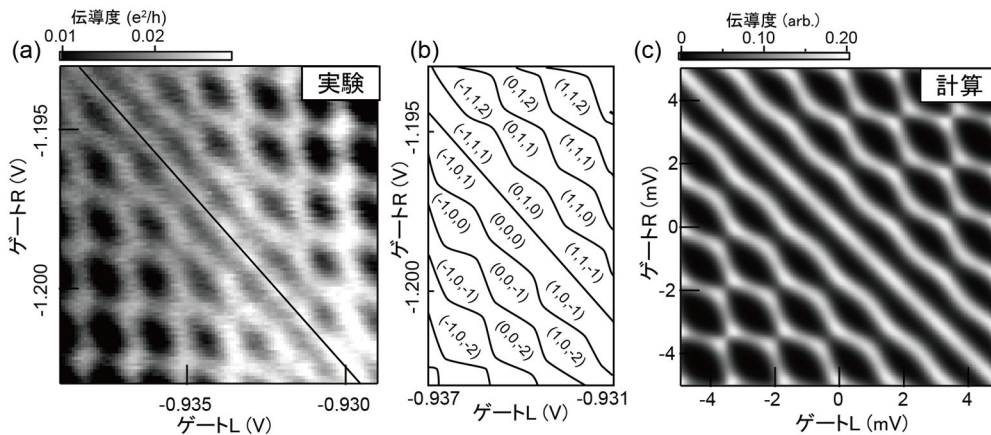 伝導度 (e²/h)
0.01 0.02
(a)
実験
-1.195
-1.200
ゲートR (V)
-0.935 -0.930
ゲートL (V)
(b)
-1.195
-1.200
ゲートR (V)
(-1,1,2) (0,1,2) (1,1,2)
(-1,1,1) (0,1,1) (1,1,1)
(-1,0,1) (0,1,0) (1,1,0)
(-1,0,0) (0,0,0) (1,1,-1)
(-1,0,-1) (0,0,-1) (1,0,-1)
(-1,0,-2) (0,0,-2) (1,0,-2)
-0.937 -0.931
ゲートL (V)
伝導度 (arb.)
0 0.10 0.20
(c)
計算
4
2
0
-2
-4
ゲートR (mV)
-4 -2 0 2 4
ゲートL (mV)